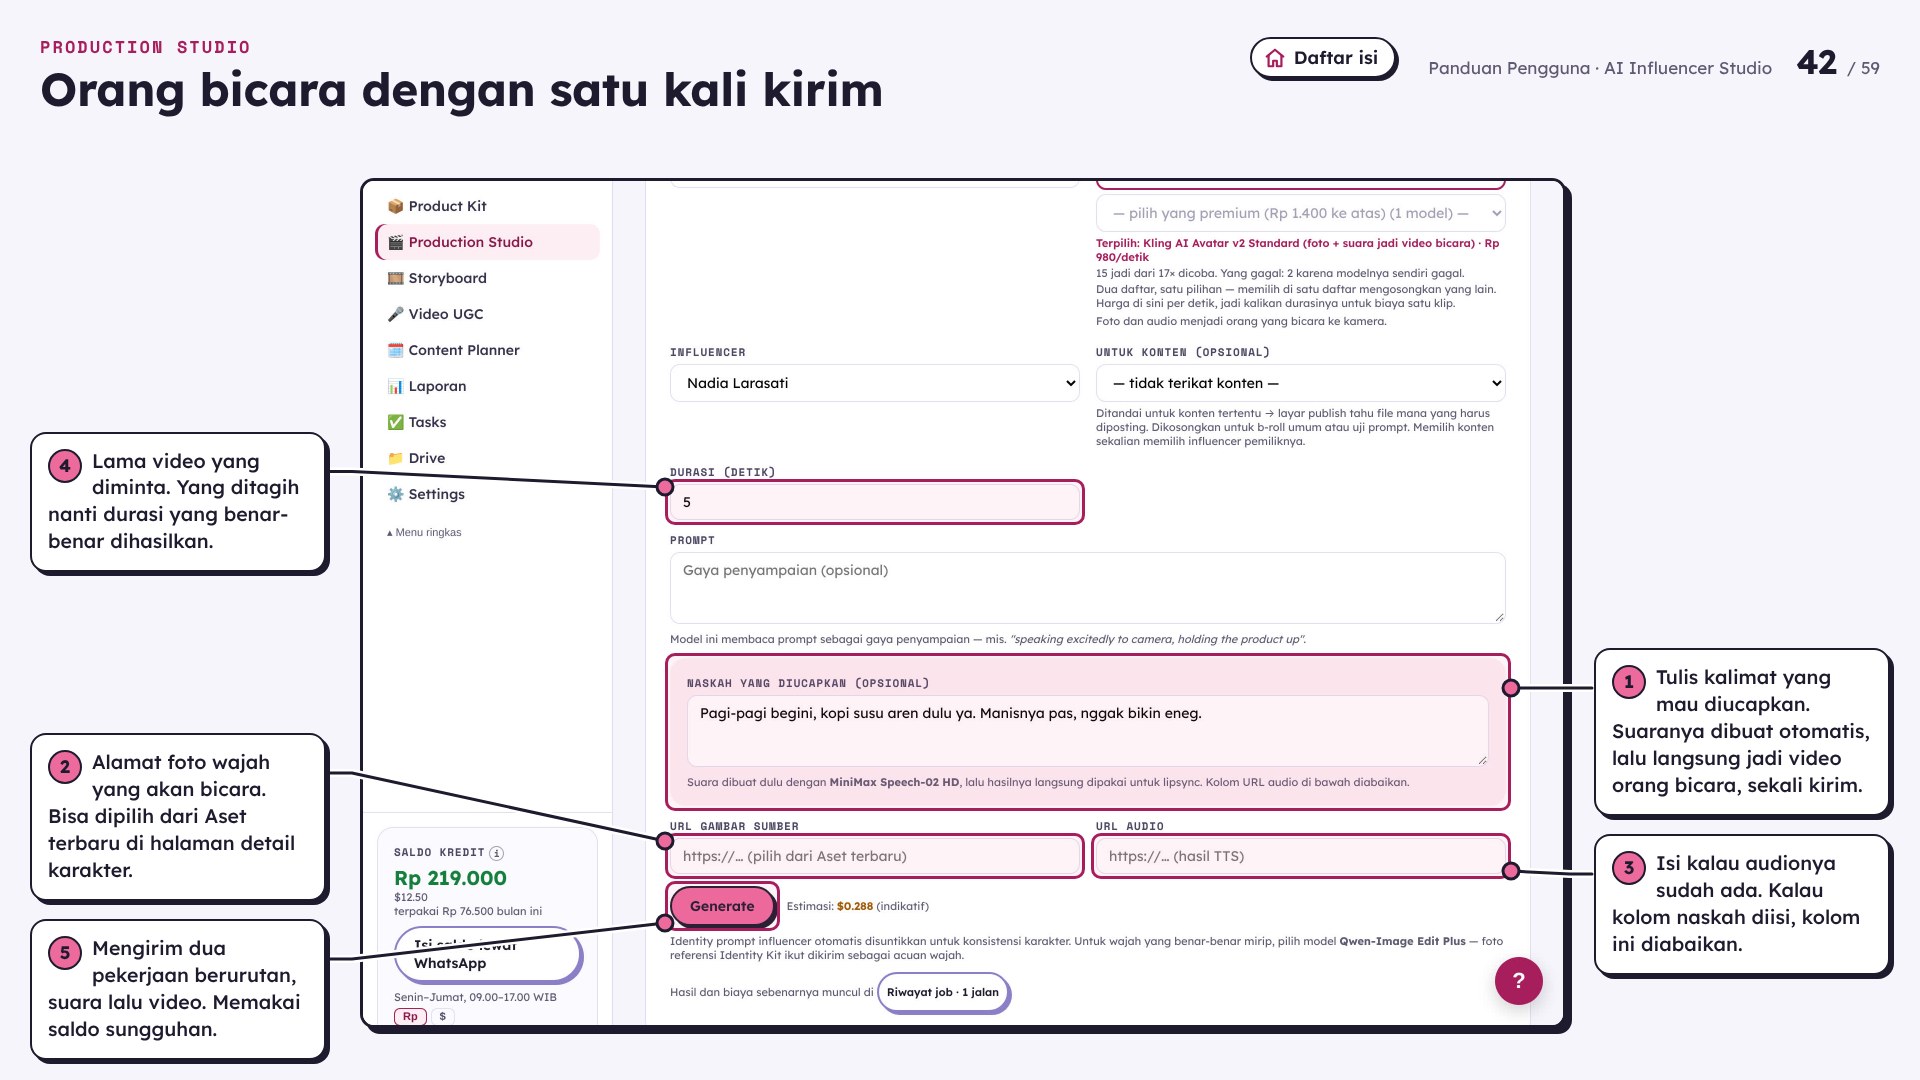 PRODUCTION STUDIO
Orang bicara dengan satu kali kirim
Daftar isi
Panduan Pengguna · AI Influencer Studio
42 / 59
Product Kit
Production Studio
Storyboard
Video UGC
Content Planner
Laporan
Tasks
Drive
Settings
▴ Menu ringkas
SALDO KREDIT i
Rp 219.000
$12.50
terpakai Rp 76.500 bulan ini
Isi saldo lewat
WhatsApp
Senin–Jumat, 09.00–17.00 WIB
Rp $
— pilih yang premium (Rp 1.400 ke atas) (1 model) —
Terpilih: Kling AI Avatar v2 Standard (foto + suara jadi video bicara) · Rp
980/detik
15 jadi dari 17× dicoba. Yang gagal: 2 karena modelnya sendiri gagal.
Dua daftar, satu pilihan — memilih di satu daftar mengosongkan yang lain.
Harga di sini per detik, jadi kalikan durasinya untuk biaya satu klip.
Foto dan audio menjadi orang yang bicara ke kamera.
INFLUENCER
Nadia Larasati
UNTUK KONTEN (OPSIONAL)
— tidak terikat konten —
Ditandai untuk konten tertentu → layar publish tahu file mana yang harus
diposting. Dikosongkan untuk b-roll umum atau uji prompt. Memilih konten
sekalian memilih influencer pemiliknya.
DURASI (DETIK)
5
PROMPT
Gaya penyampaian (opsional)
Model ini membaca prompt sebagai gaya penyampaian — mis. "speaking excitedly to camera, holding the product up".
NASKAH YANG DIUCAPKAN (OPSIONAL)
Pagi-pagi begini, kopi susu aren dulu ya. Manisnya pas, nggak bikin eneg.
Suara dibuat dulu dengan MiniMax Speech-02 HD, lalu hasilnya langsung dipakai untuk lipsync. Kolom URL audio di bawah diabaikan.
URL GAMBAR SUMBER
https://… (pilih dari Aset terbaru)
URL AUDIO
https://… (hasil TTS)
Generate
Estimasi: $0.288 (indikatif)
Identity prompt influencer otomatis disuntikkan untuk konsistensi karakter. Untuk wajah yang benar-benar mirip, pilih model Qwen-Image Edit Plus — foto
referensi Identity Kit ikut dikirim sebagai acuan wajah.
Hasil dan biaya sebenarnya muncul di Riwayat job · 1 jalan
?
4 Lama video yang
diminta. Yang ditagih
nanti durasi yang benar-
benar dihasilkan.
2 Alamat foto wajah
yang akan bicara.
Bisa dipilih dari Aset
terbaru di halaman detail
karakter.
5 Mengirim dua
pekerjaan berurutan,
suara lalu video. Memakai
saldo sungguhan.
1 Tulis kalimat yang
mau diucapkan.
Suaranya dibuat otomatis,
lalu langsung jadi video
orang bicara, sekali kirim.
3 Isi kalau audionya
sudah ada. Kalau
kolom naskah diisi, kolom
ini diabaikan.